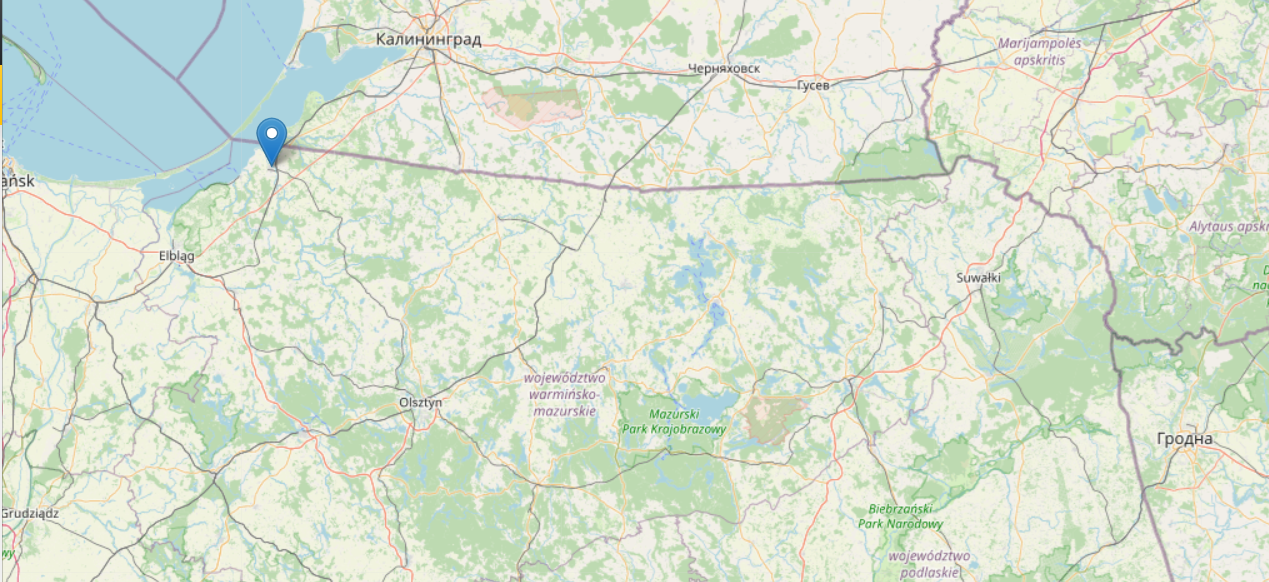 Калининград
Marijampolės
apskritis
Черняховск
Гусев
ańsk
Alytaus apskr
Elbląg
Suwałki
województwo
warmińsko-
mazurskie
Olsztyn
Mazurski
Park Krajobrazowy
Гродна
Grudziądz
Biebrzański
Park Narodowy
wy
województwo
podlaskie